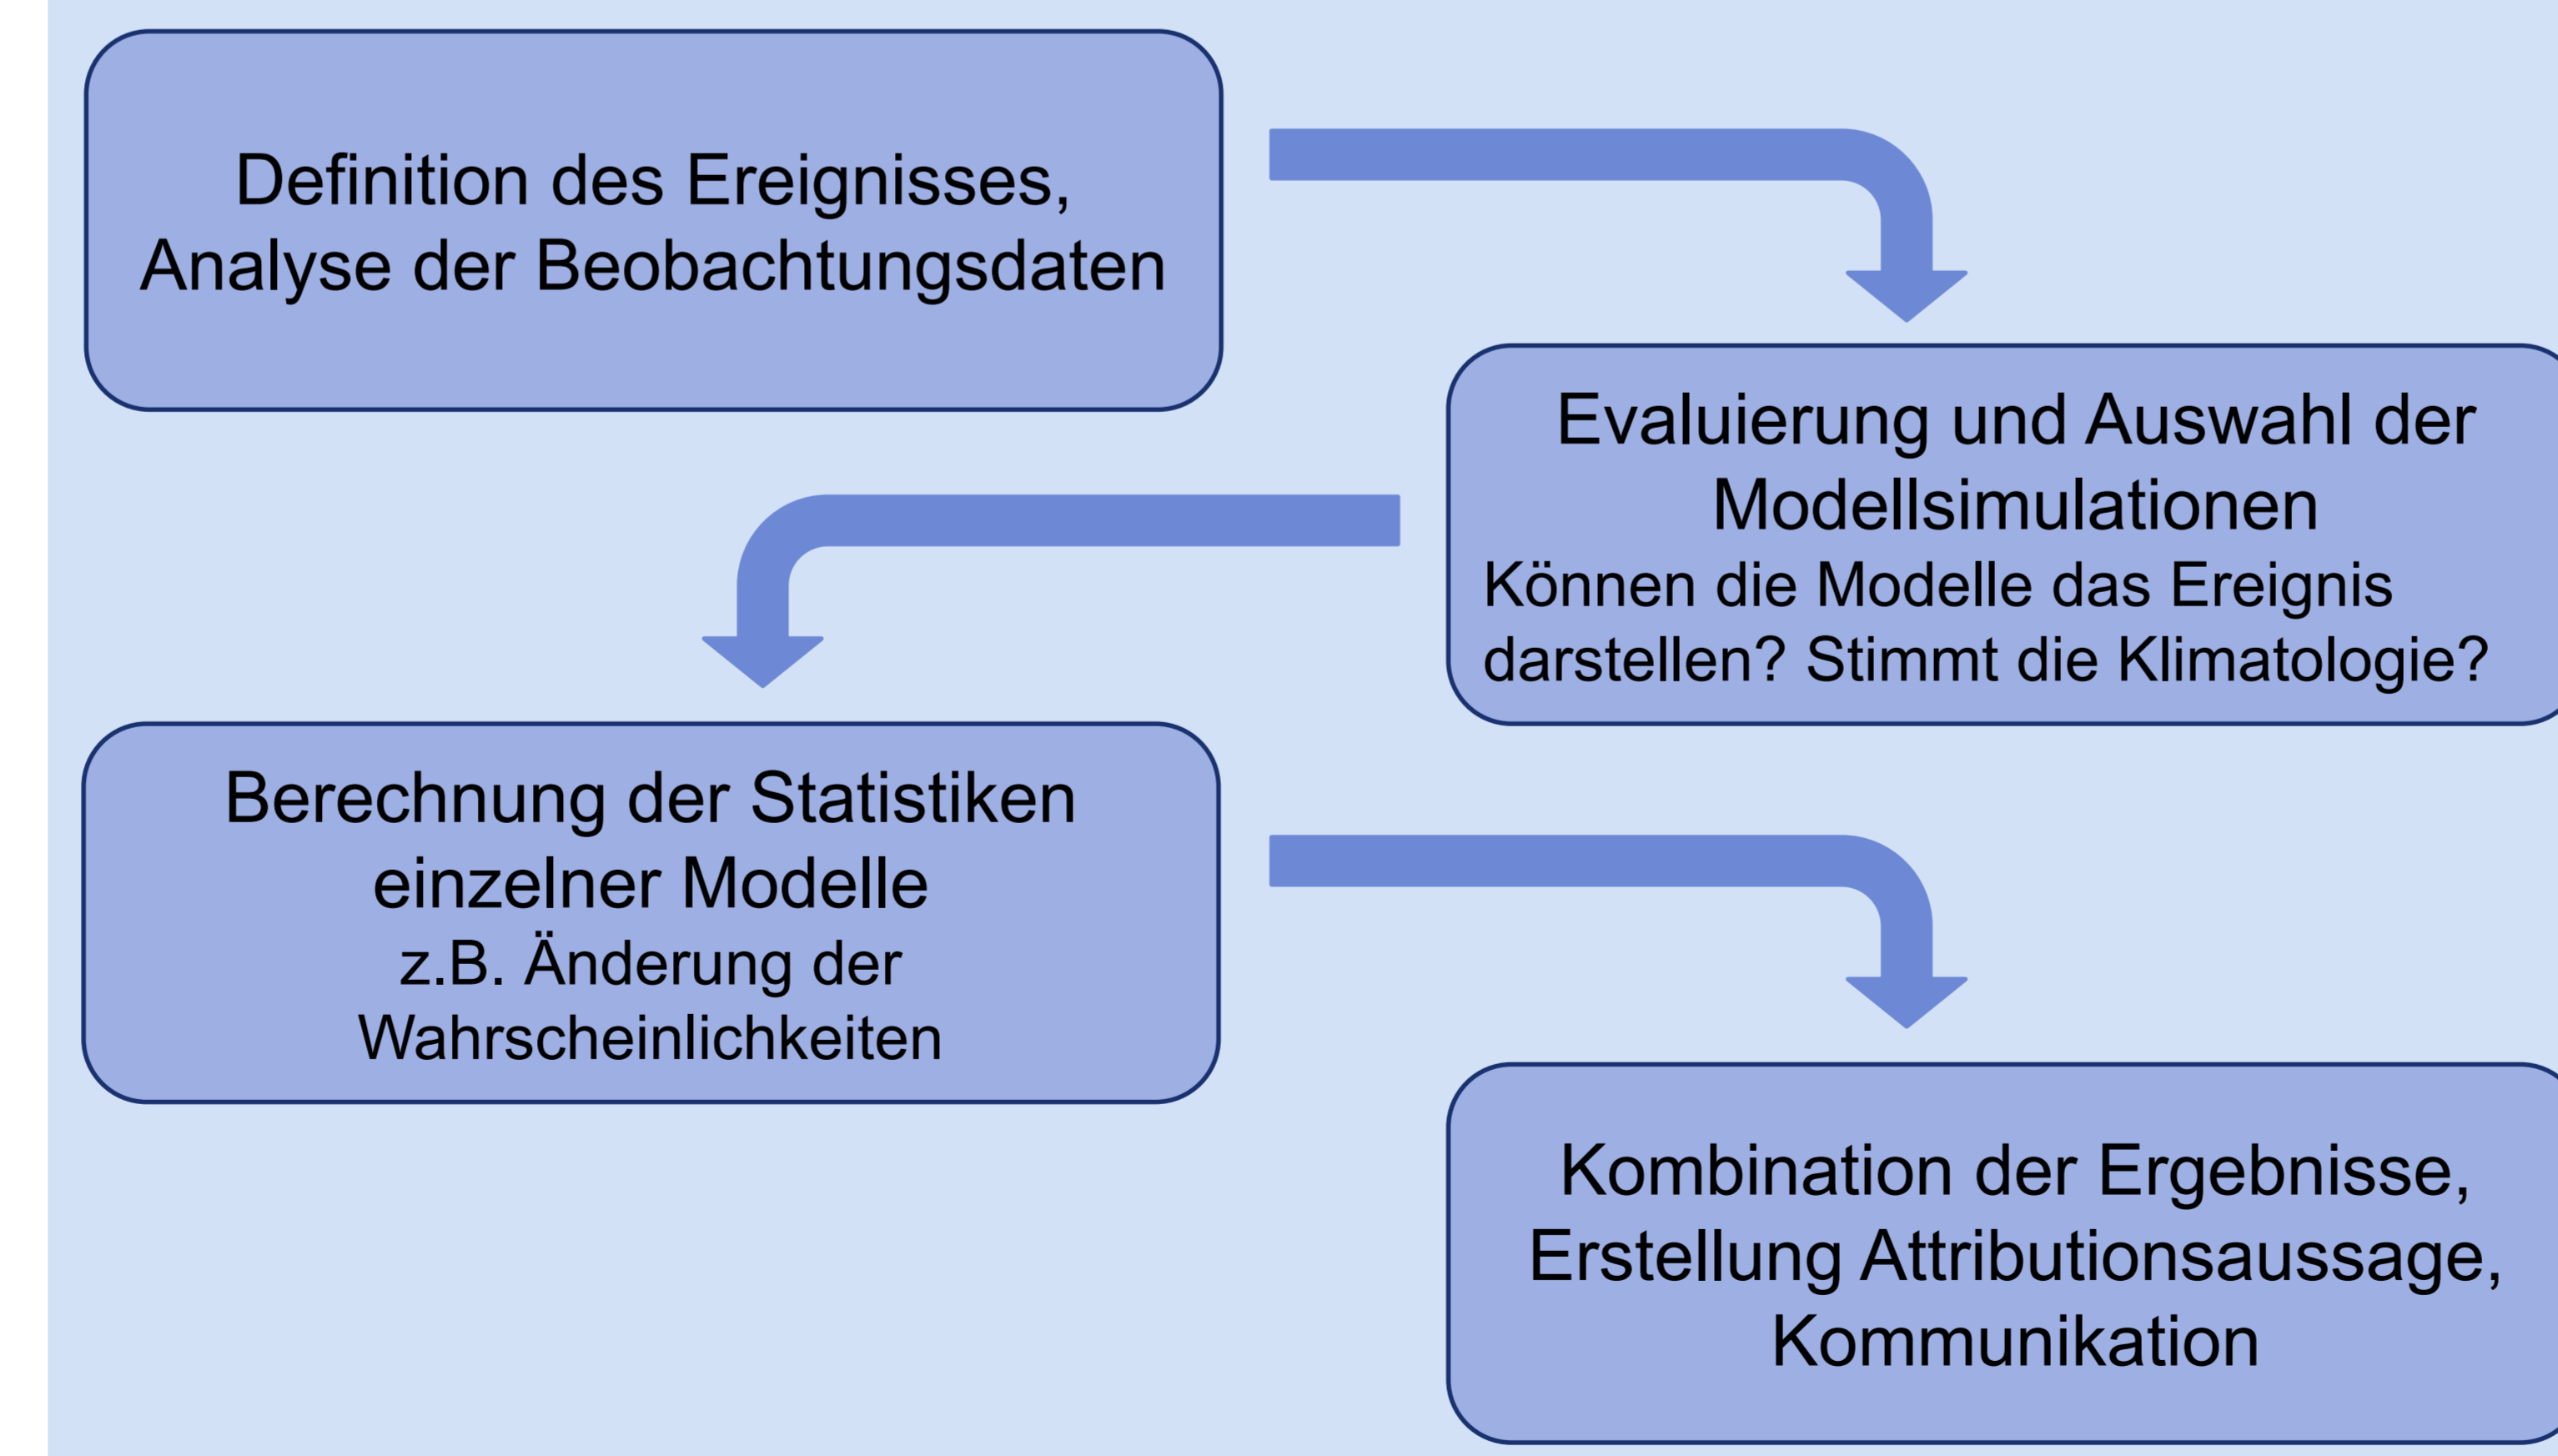 Definition des Ereignisses,
Analyse der Beobachtungsdaten
Evaluierung und Auswahl der
Modellsimulationen
Können die Modelle das Ereignis
darstellen? Stimmt die Klimatologie?
Berechnung der Statistiken
einzelner Modelle
z.B. Änderung der
Wahrscheinlichkeiten
Kombination der Ergebnisse,
Erstellung Attributionsaussage,
Kommunikation